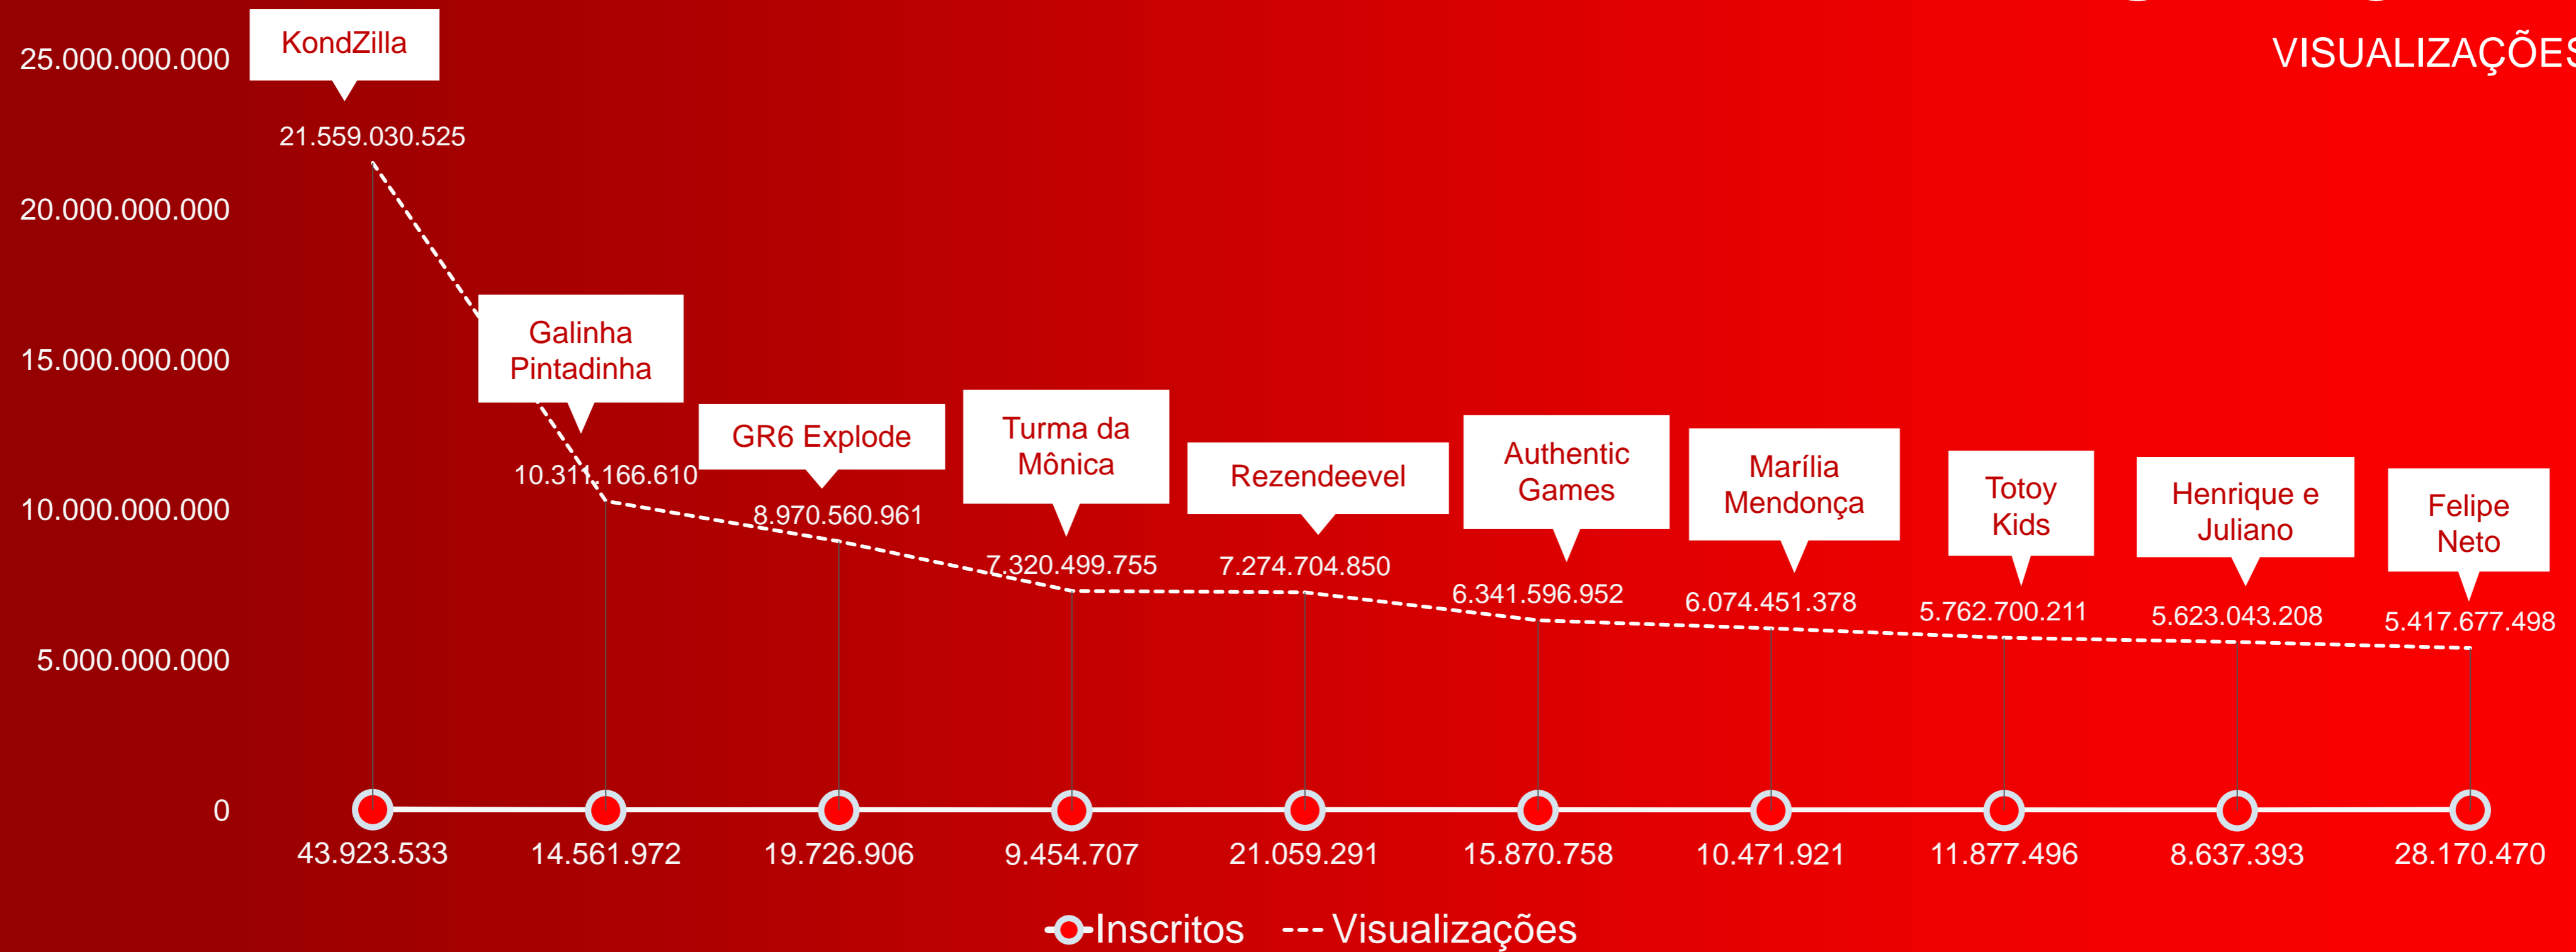 VISUALIZAÇÕES
25.000.000.000
20.000.000.000
15.000.000.000
10.000.000.000
5.000.000.000
0
KondZilla
21.559.030.525
Galinha
Pintadinha
10.311.166.610
GR6 Explode
8.970.560.961
Turma da
Mônica
7.320.499.755
Rezendeevel
7.274.704.850
Authentic
Games
6.341.596.952
Marília
Mendonça
6.074.451.378
Totoy
Kids
5.762.700.211
Henrique e
Juliano
5.623.043.208
Felipe
Neto
5.417.677.498
43.923.533
14.561.972
19.726.906
9.454.707
21.059.291
15.870.758
10.471.921
11.877.496
8.637.393
28.170.470
Inscritos
Visualizações